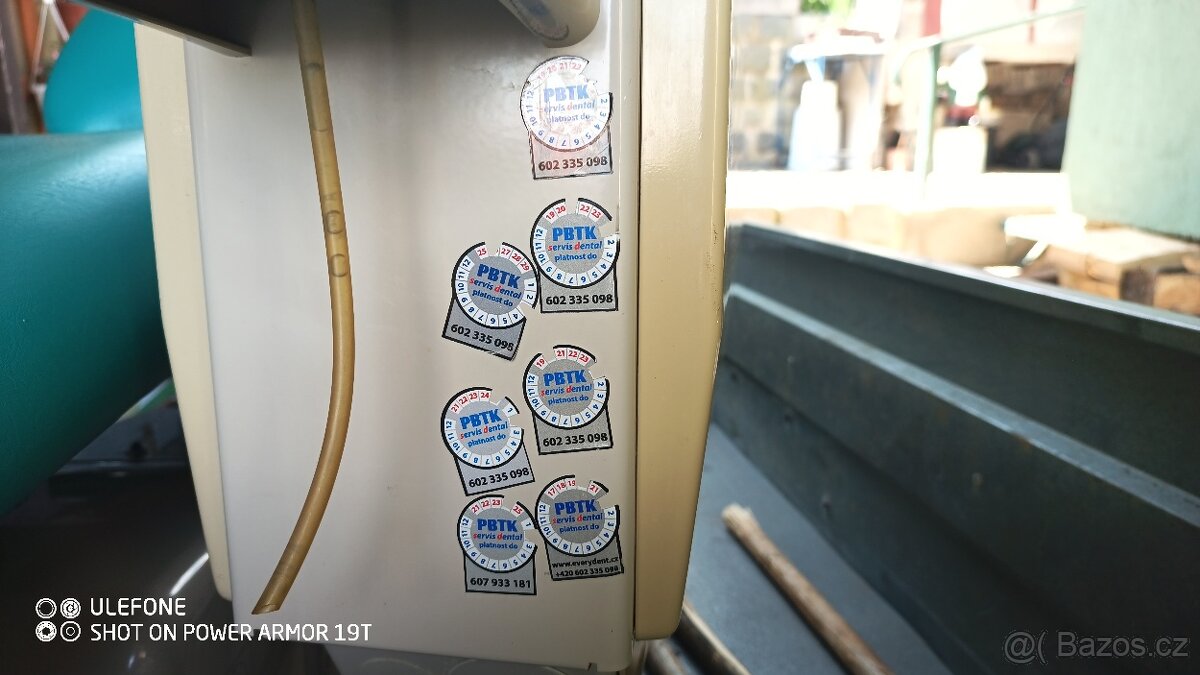 PBTK
servis dental
platnost do
602 335 098
PBTK
servis dental
platnost do
602 335 098
PBTK
servis dental
platnost do
602 335 098
PBTK
servis dental
platnost do
602 335 098
PBTK
servis dental
platnost do
602 335 098
PBTK
servis dental
platnost do
www.everydent.cz
+420 602 335 098
PBTK
servis dental
platnost do
607 933 181
ULEFONE
SHOT ON POWER ARMOR 19T
@( Bazos.cz